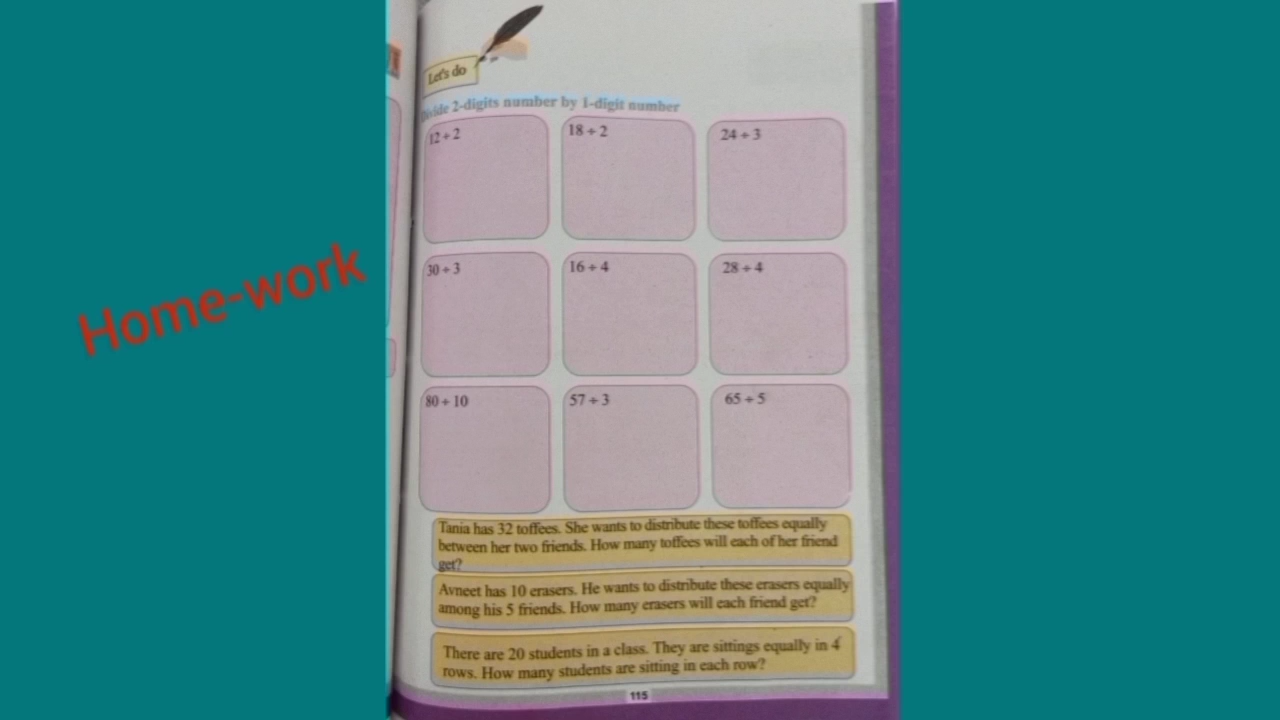 Let's do
Divide 2-digits number by 1-digit number
12 ÷ 2
18 ÷ 2
24 ÷ 3
30 ÷ 3
16 ÷ 4
28 ÷ 4
80 ÷ 10
57 ÷ 3
65 ÷ 5
Home-work
Tania has 32 toffees. She wants to distribute these toffees equally
between her two friends. How many toffees will each of her friend
get?
Avneet has 10 erasers. He wants to distribute these erasers equally
among his 5 friends. How many erasers will each friend get?
There are 20 students in a class. They are sittings equally in 4
rows. How many students are sitting in each row?
115